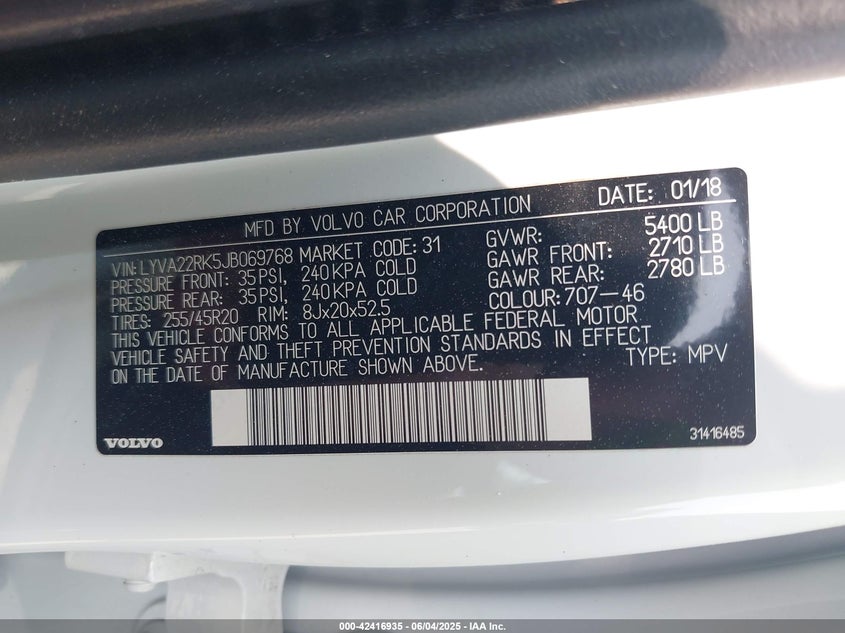 MFD BY VOLVO CAR CORPORATION DATE: 01/18
VIN:LYVA22RK5JB069768 MARKET CODE: 31 GVWR: 5400 LB
PRESSURE FRONT: 35PSI, 240KPA COLD GAWR FRONT: 2710 LB
PRESSURE REAR: 35PSI, 240KPA COLD GAWR REAR: 2780 LB
TIRES: 255/45R20 RIM: 8Jx20x52.5 COLOUR:707–46
THIS VEHICLE CONFORMS TO ALL APPLICABLE FEDERAL MOTOR
VEHICLE SAFETY AND THEFT PREVENTION STANDARDS IN EFFECT
ON THE DATE OF MANUFACTURE SHOWN ABOVE. TYPE: MPV
VOLVO 31416485
000-42416935 - 06/04/2025 - IAA Inc.